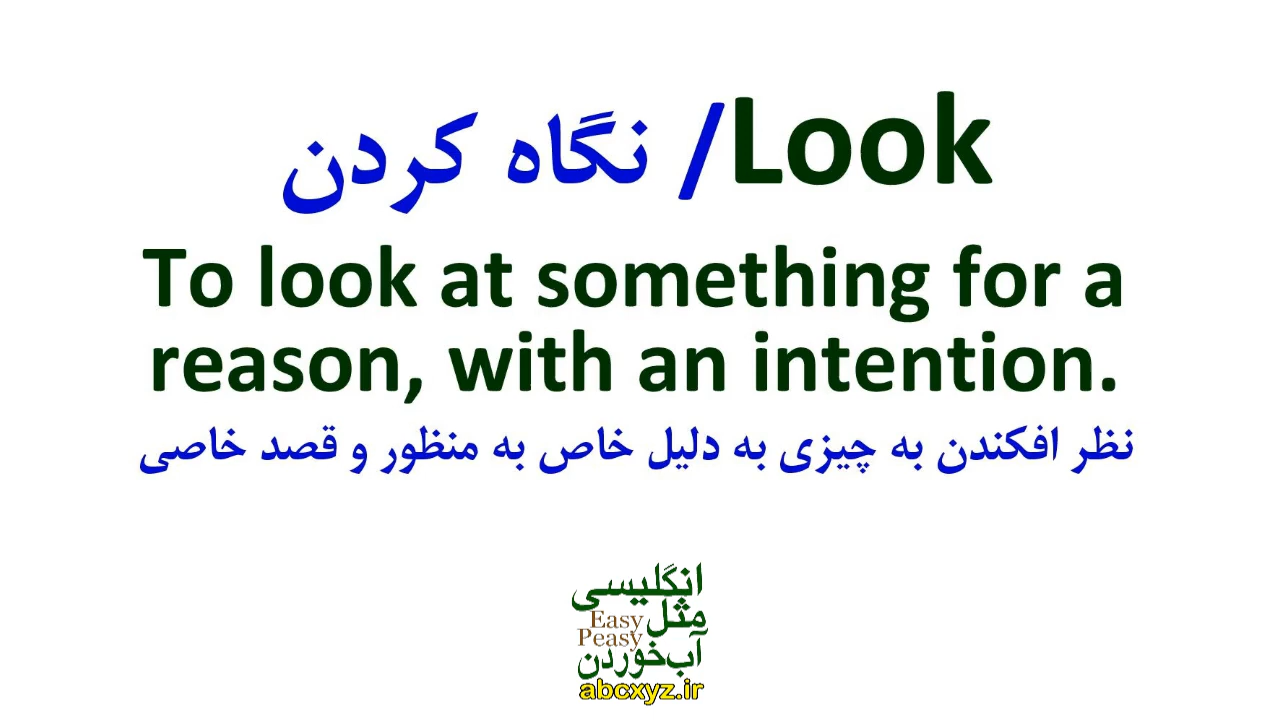 Look/ نگاه کردن
To look at something for a
reason, with an intention.
نظر افکندن به چیزی به دلیل خاص به منظور و قصد خاصی
انگلیسی
مثل
Easy
Peasy
آب خوردن
abcxyz.ir